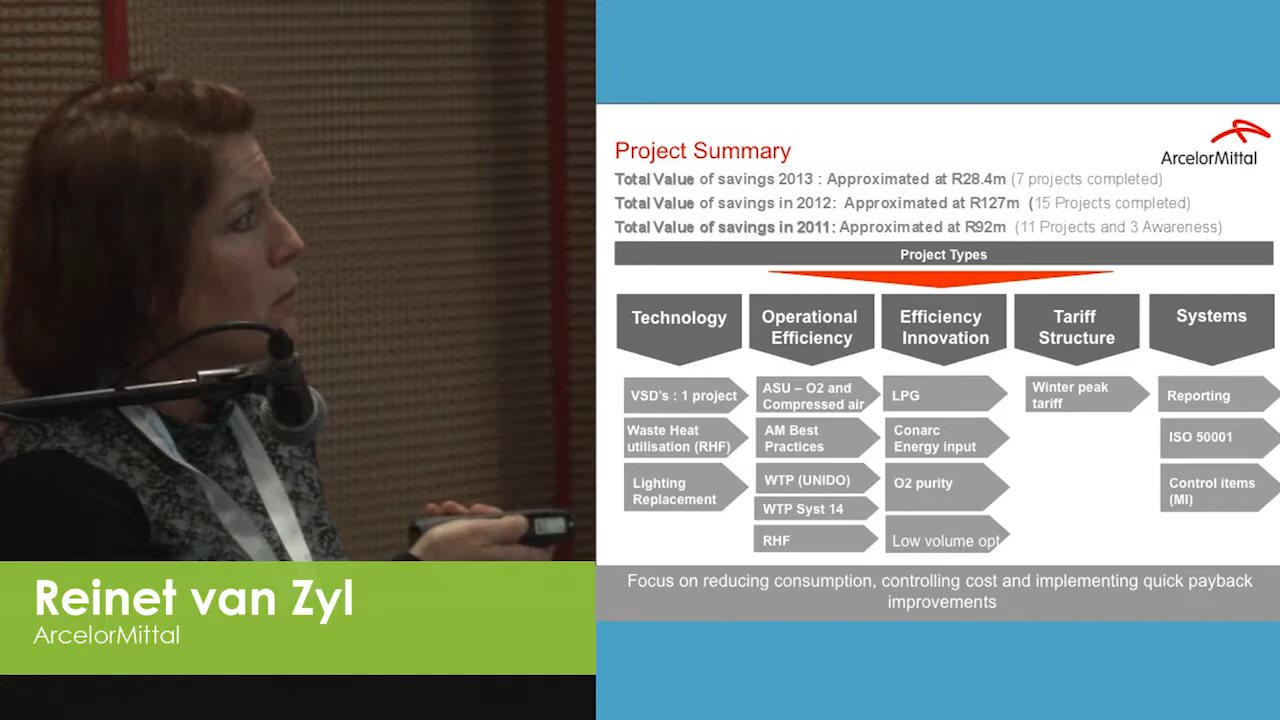 Reinet van Zyl
ArcelorMittal
ArcelorMittal
Project Summary
Total Value of savings 2013 : Approximated at R28.4m (7 projects completed)
Total Value of savings in 2012: Approximated at R127m (15 Projects completed)
Total Value of savings in 2011: Approximated at R92m (11 Projects and 3 Awareness)
Project Types
Technology
VSD's : 1 project
Waste Heat
utilisation (RHF)
Lighting
Replacement
Operational
Efficiency
ASU – O2 and
Compressed air
AM Best
Practices
WTP (UNIDO)
WTP Syst 14
RHF
Efficiency
Innovation
LPG
Conarc
Energy input
O2 purity
Low volume opt
Tariff
Structure
Winter peak
tariff
Systems
Reporting
ISO 50001
Control items
(MI)
Focus on reducing consumption, controlling cost and implementing quick payback
improvements